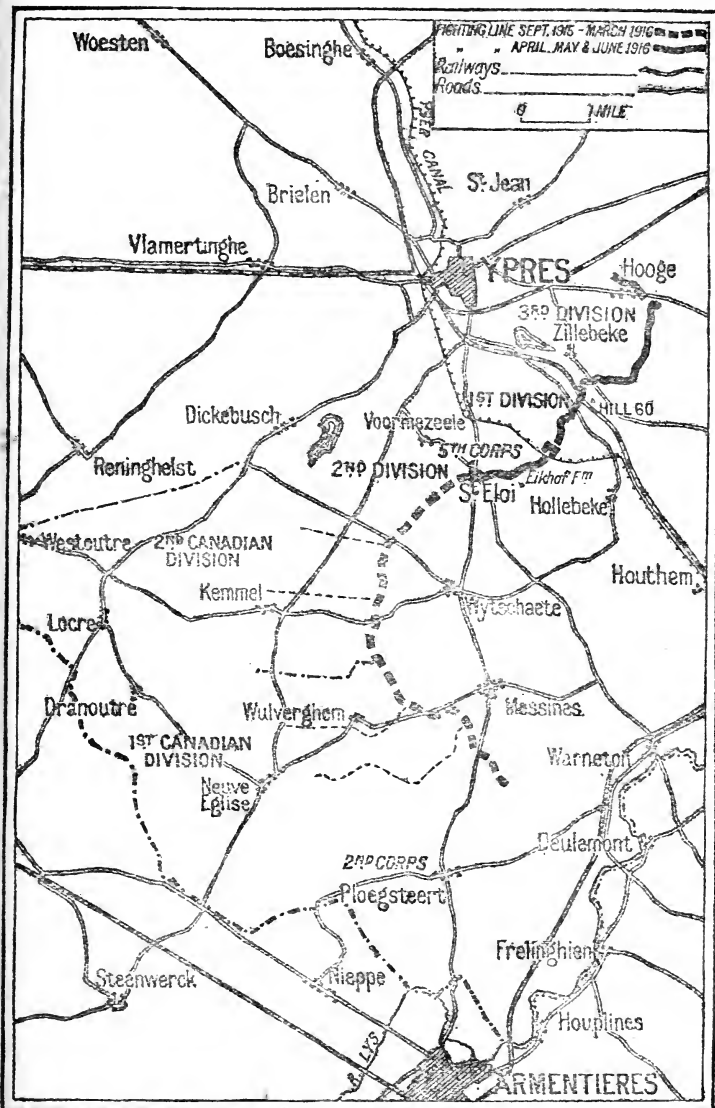 FIGHTING LINE SEPT. 1915 - MARCH 1916
" " APRIL, MAY & JUNE 1916
Railways
Roads
0 1 MILE
Woesten
Boesinghe
YSER CANAL
Brielen
St Jean
Vlamertinghe
YPRES
Hooge
3RD DIVISION
Zillebeke
1ST DIVISION
HILL 60
Dickebusch
Voormezeele
5TH CORPS
Reninghelst
2ND DIVISION
Eikhof Fm
St Eloi
Hollebeke
Westoutre
2ND CANADIAN
DIVISION
Houthem
Kemmel
Wytschaete
Locre
Dranoutre
Wulverghem
Messines
1ST CANADIAN
DIVISION
Warneton
Neuve
Eglise
Deulemont
2ND CORPS
Ploegsteert
Frelinghien
Steenwerck
Nieppe
Houplines
R. LYS
ARMENTIERES